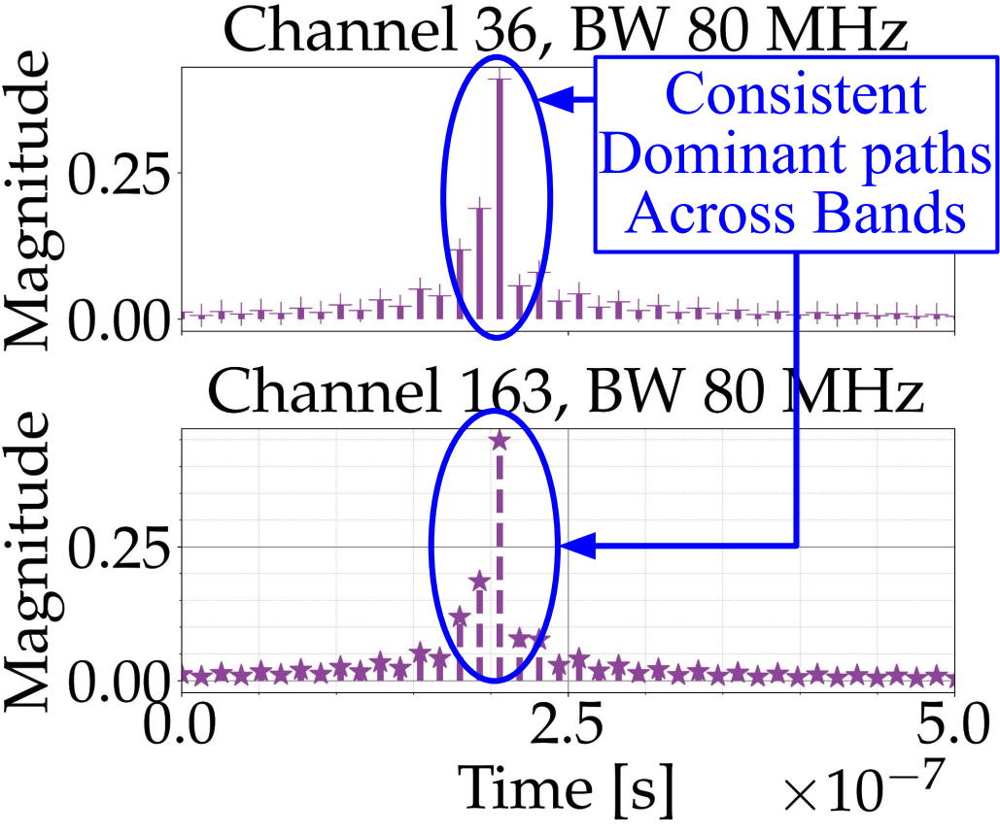 Channel 36, BW 80 MHz
Magnitude
0.25
0.00
Consistent
Dominant paths
Across Bands
Channel 163, BW 80 MHz
Magnitude
0.25
0.00
0.0 2.5 5.0
Time [s] ×10⁻⁷